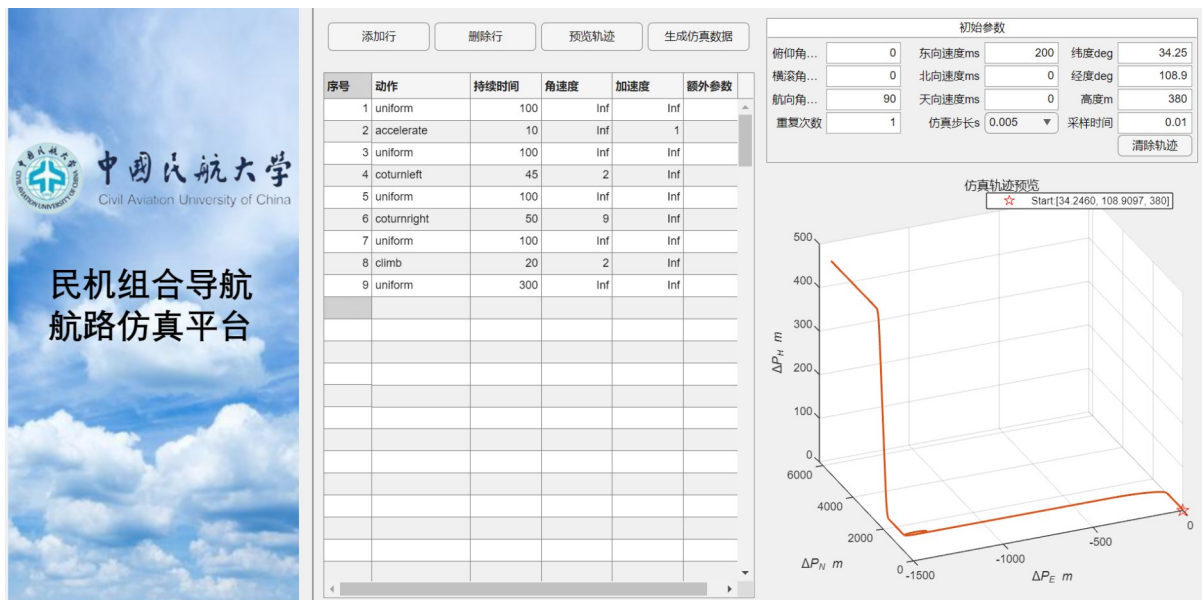 中國民航大学
Civil Aviation University of China
民机组合导航
航路仿真平台
添加行 删除行 预览轨迹 生成仿真数据
序号 动作 持续时间 角速度 加速度 额外参数
1 uniform 100 Inf Inf
2 accelerate 10 Inf 1
3 uniform 100 Inf Inf
4 coturnleft 45 2 Inf
5 uniform 100 Inf Inf
6 coturnright 50 9 Inf
7 uniform 100 Inf Inf
8 climb 20 2 Inf
9 uniform 300 Inf Inf
初始参数
俯仰角... 0 东向速度ms 200 纬度deg 34.25
横滚角... 0 北向速度ms 0 经度deg 108.9
航向角... 90 天向速度ms 0 高度m 380
重复次数 1 仿真步长s 0.005 采样时间 0.01
清除轨迹
仿真轨迹预览
Start:[34.2460, 108.9097, 380]
500
400
300
200
100
0
ΔP_H m
6000
4000
2000
0
ΔP_N m
-1500
-1000
-500
0
ΔP_E m